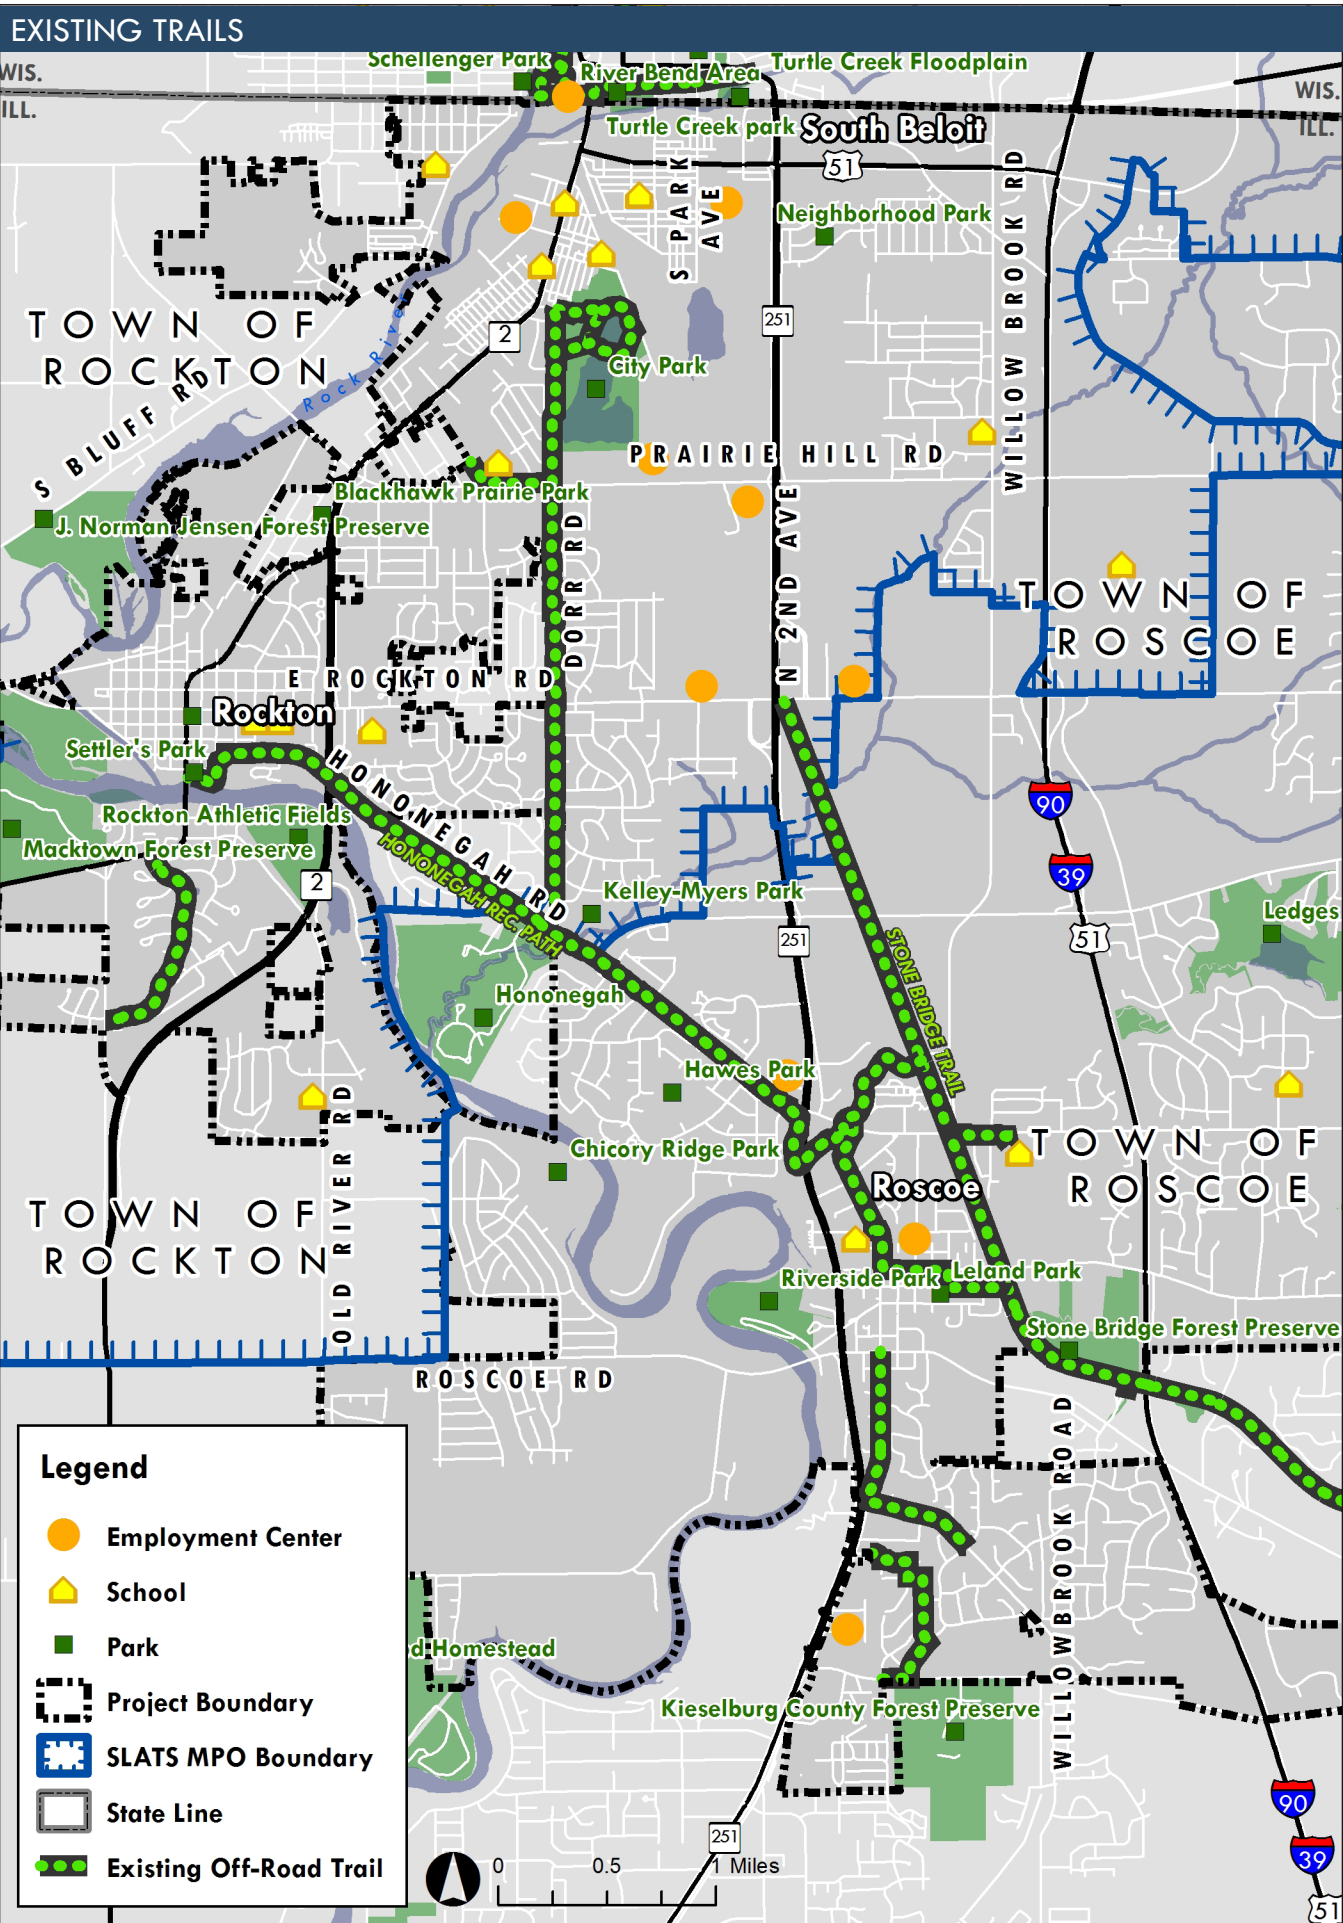 EXISTING TRAILS
Schellenger Park
River Bend Area
Turtle Creek Floodplain
WIS.
ILL.
WIS.
ILL.
Turtle Creek park
South Beloit
51
S PARK AVE
Neighborhood Park
WILLOW BROOK RD
TOWN OF
ROCKTON
Rock River
2
251
City Park
S BLUFF RD
PRAIRIE HILL RD
Blackhawk Prairie Park
J. Norman Jensen Forest Preserve
DORR RD
N 2ND AVE
TOWN OF
ROSCOE
E ROCKTON RD
Rockton
Settler's Park
HONONEGAH RD
Rockton Athletic Fields
90
HONONEGAH REC. PATH
Macktown Forest Preserve
2
39
Kelley-Myers Park
Ledges
251
51
STONE BRIDGE TRAIL
Hononegah
Hawes Park
OLD RIVER RD
Chicory Ridge Park
TOWN OF
ROSCOE
Roscoe
TOWN OF
ROCKTON
Riverside Park
Leland Park
Stone Bridge Forest Preserve
ROSCOE RD
WILLOWBROOK ROAD
d Homestead
Kieselburg County Forest Preserve
90
251
39
51
Legend
Employment Center
School
Park
Project Boundary
SLATS MPO Boundary
State Line
Existing Off-Road Trail
0 0.5 1 Miles